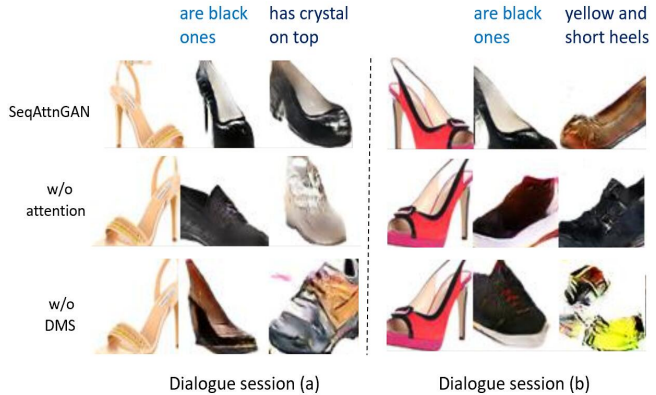 are black
ones
has crystal
on top
are black
ones
yellow and
short heels
SeqAttnGAN
w/o
attention
w/o
DMS
Dialogue session (a)
Dialogue session (b)